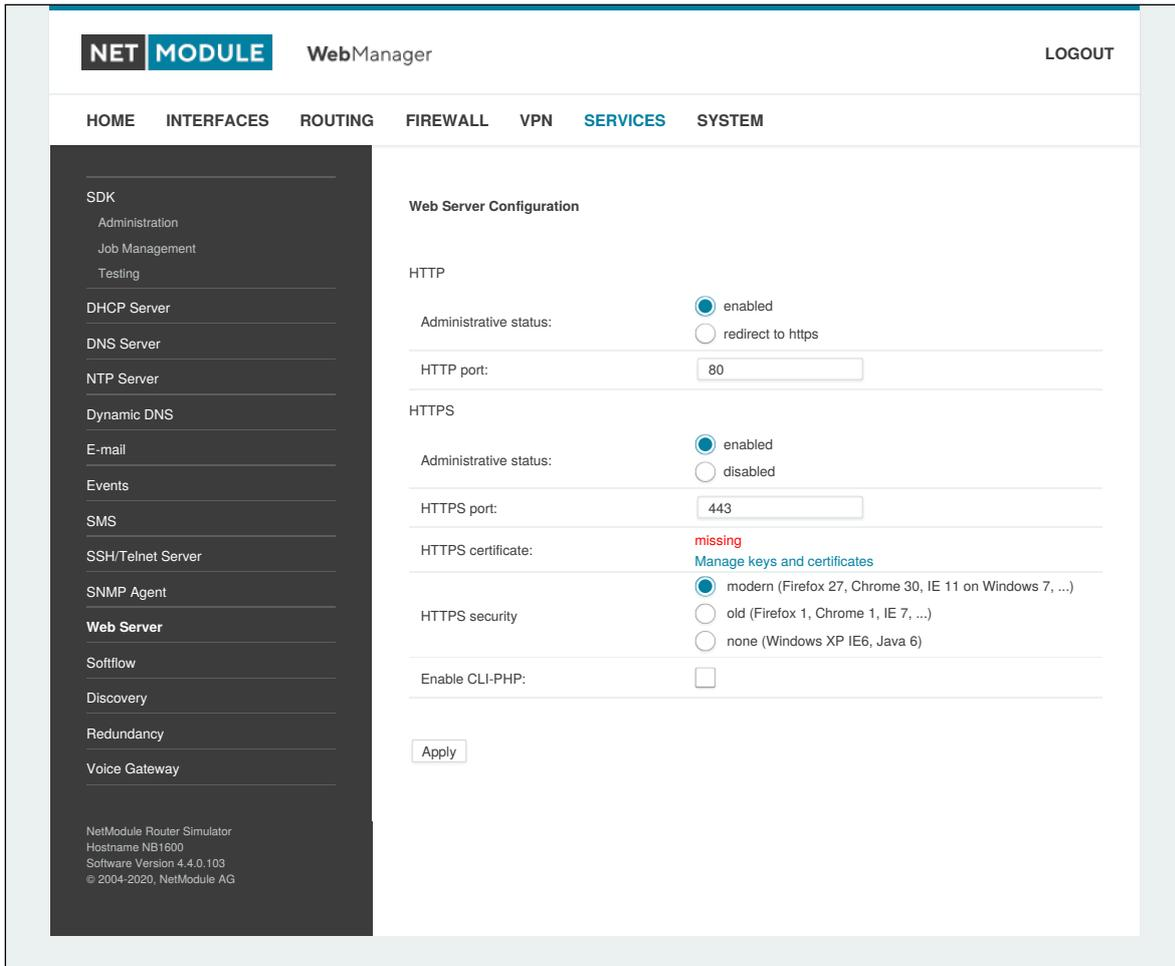 NET MODULE WebManager LOGOUT
HOME INTERFACES ROUTING FIREWALL VPN SERVICES SYSTEM
SDK
Administration
Job Management
Testing
DHCP Server
DNS Server
NTP Server
Dynamic DNS
E-mail
Events
SMS
SSH/Telnet Server
SNMP Agent
Web Server
Softflow
Discovery
Redundancy
Voice Gateway
NetModule Router Simulator
Hostname NB1600
Software Version 4.4.0.103
© 2004-2020, NetModule AG
Web Server Configuration
HTTP
Administrative status:
enabled
redirect to https
HTTP port: 80
HTTPS
Administrative status:
enabled
disabled
HTTPS port: 443
HTTPS certificate:
missing
Manage keys and certificates
HTTPS security
modern (Firefox 27, Chrome 30, IE 11 on Windows 7, ...)
old (Firefox 1, Chrome 1, IE 7, ...)
none (Windows XP IE6, Java 6)
Enable CLI-PHP:
Apply